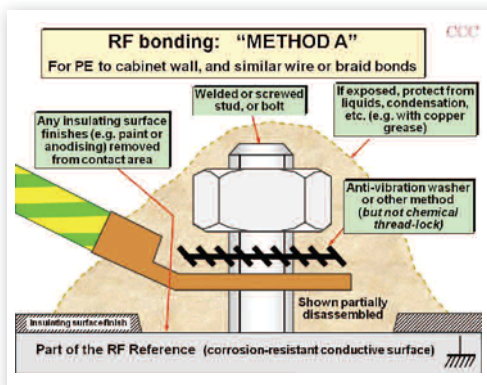 CCC
RF bonding: “METHOD A”
For PE to cabinet wall, and similar wire or braid bonds
Any insulating surface
finishes (e.g. paint or
anodising) removed
from contact area
Welded or screwed
stud, or bolt
If exposed, protect from
liquids, condensation,
etc. (e.g. with copper
grease)
Anti-vibration washer
or other method
(but not chemical
thread-lock)
Shown partially
disassembled
Insulating surface finish
Part of the RF Reference (corrosion-resistant conductive surface)